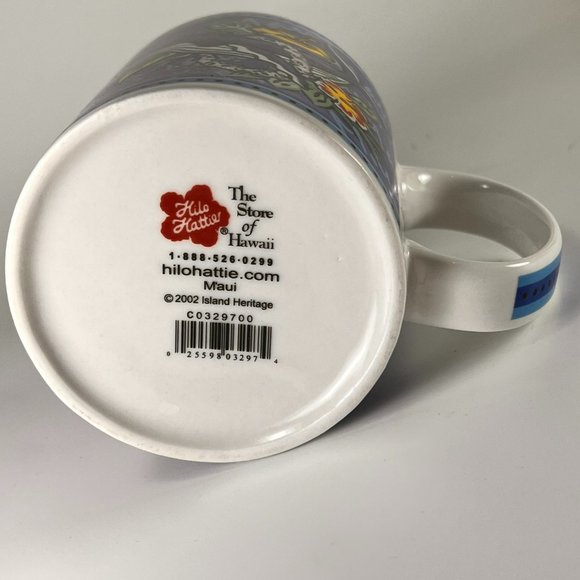 Hilo
Hattie®
The
Store
of
Hawaii
1·888·526·0299
hilohattie.com
M'aui
© 2002 Island Heritage
C0329700
0 25598 03297 4